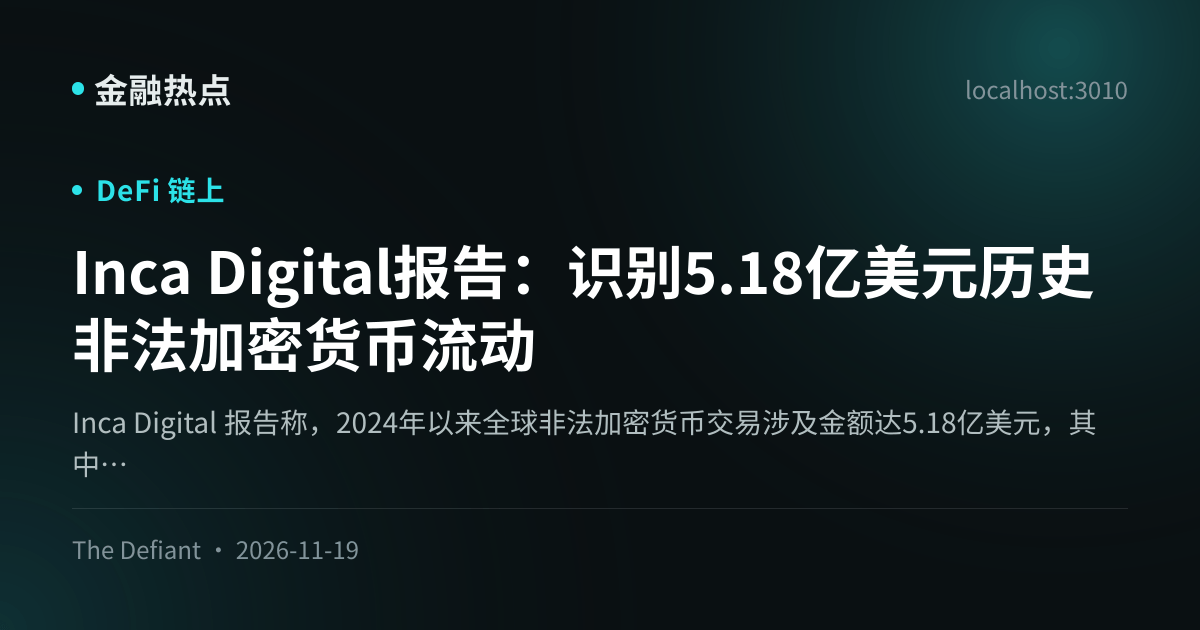 金融热点
localhost:3010
DeFi 链上
Inca Digital报告：识别5.18亿美元历史
非法加密货币流动
Inca Digital 报告称，2024年以来全球非法加密货币交易涉及金额达5.18亿美元，其
中…
The Defiant · 2026-11-19